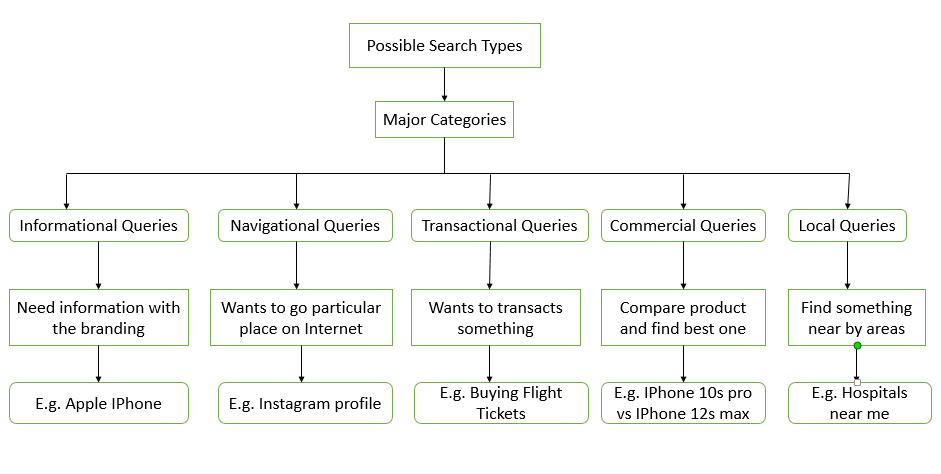 Possible Search Types
Major Categories
Informational Queries
Navigational Queries
Transactional Queries
Commercial Queries
Local Queries
Need information with
the branding
Wants to go particular
place on Internet
Wants to transacts
something
Compare product
and find best one
Find something
near by areas
E.g. Apple IPhone
E.g. Instagram profile
E.g. Buying Flight
Tickets
E.g. IPhone 10s pro
vs IPhone 12s max
E.g. Hospitals
near me